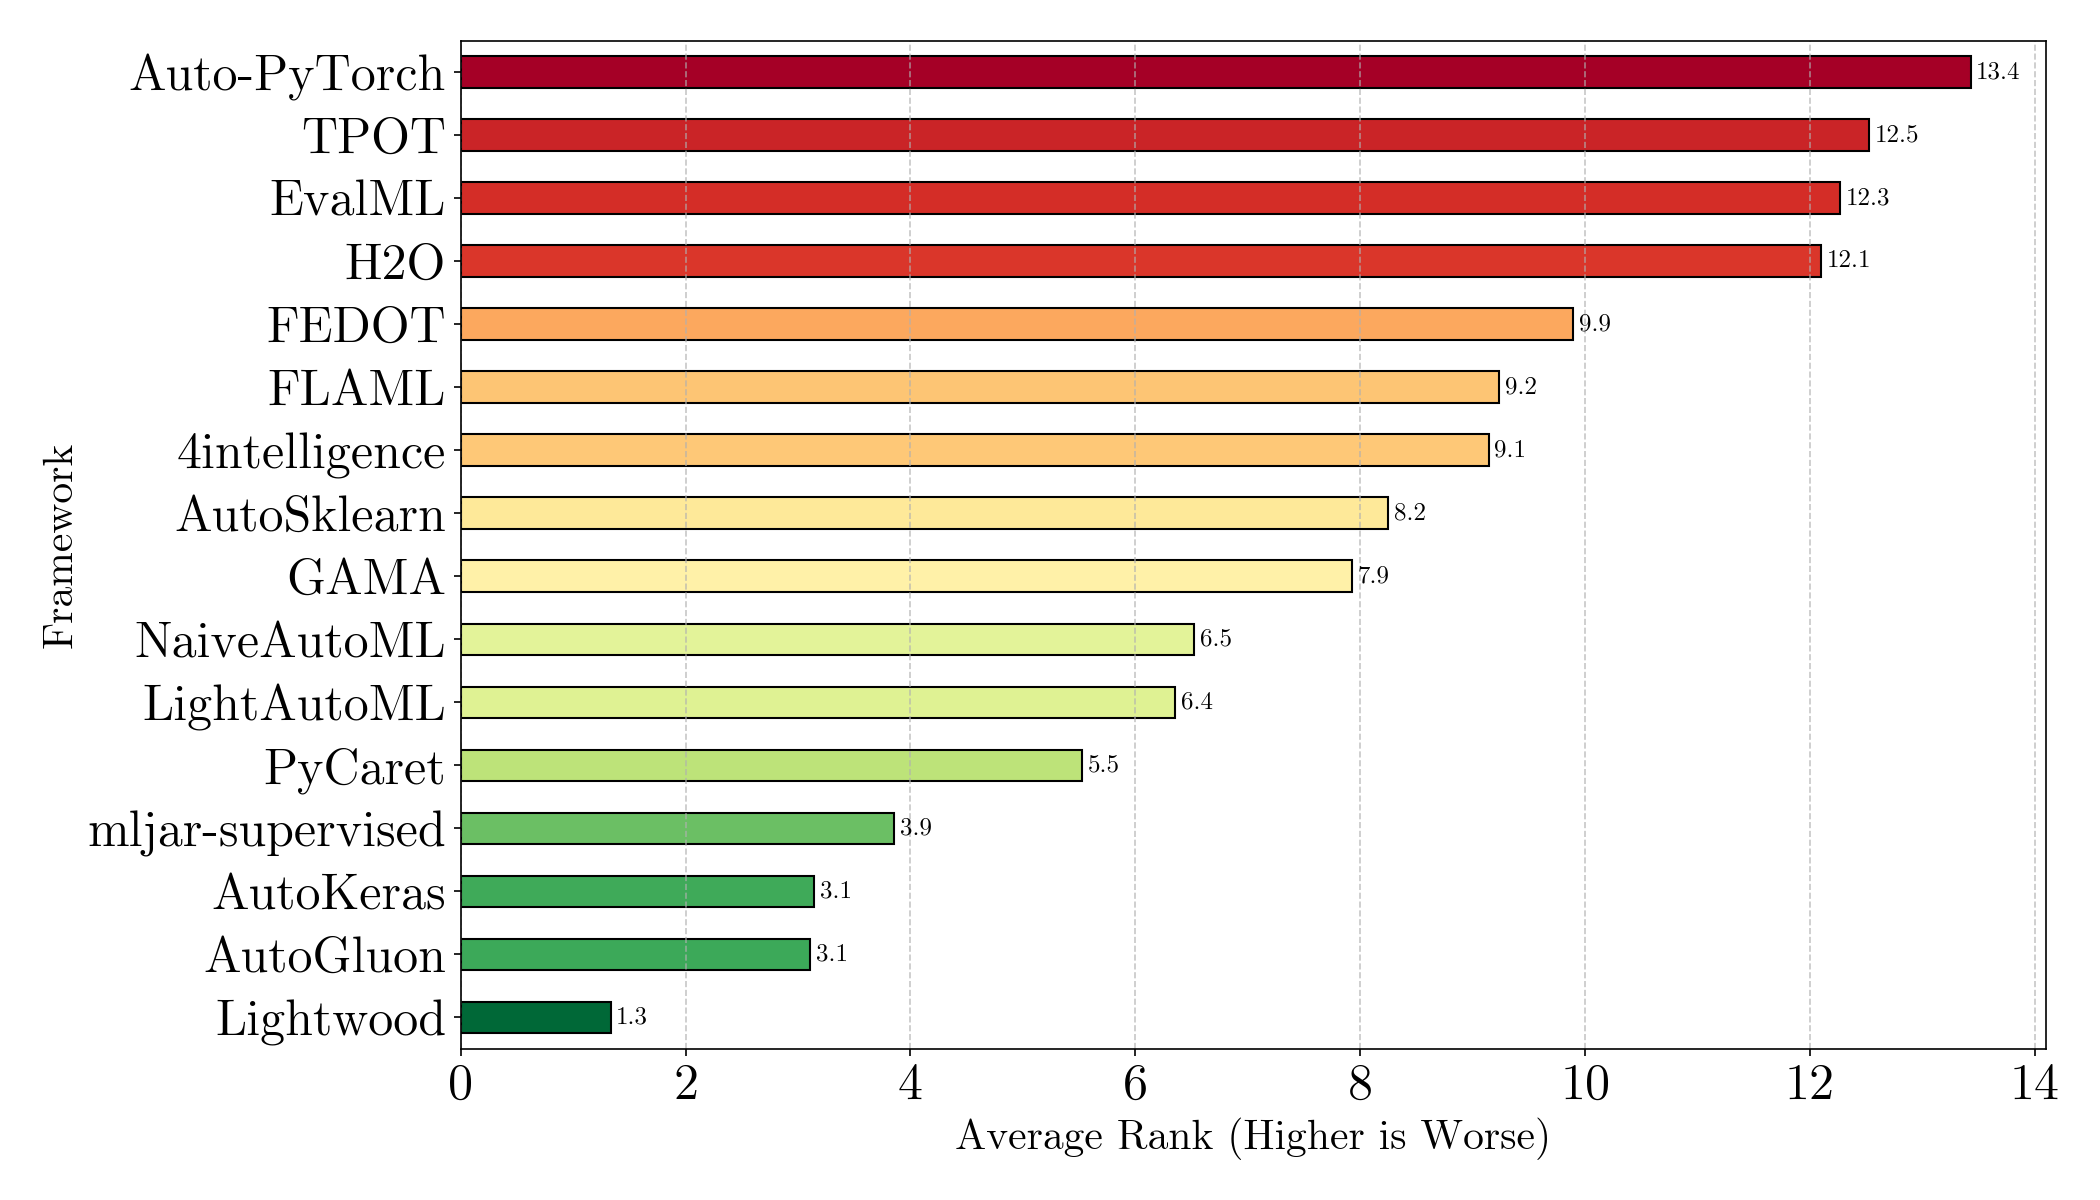 Framework
Auto-PyTorch 13.4
TPOT 12.5
EvalML 12.3
H2O 12.1
FEDOT 9.9
FLAML 9.2
4intelligence 9.1
AutoSklearn 8.2
GAMA 7.9
NaiveAutoML 6.5
LightAutoML 6.4
PyCaret 5.5
mljar-supervised 3.9
AutoKeras 3.1
AutoGluon 3.1
Lightwood 1.3
0 2 4 6 8 10 12 14
Average Rank (Higher is Worse)